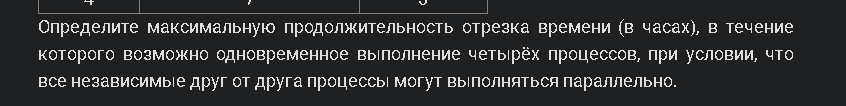 Определите максимальную продолжительность отрезка времени (в часах), в течение
которого возможно одновременное выполнение четырёх процессов, при условии, что
все независимые друг от друга процессы могут выполняться параллельно.